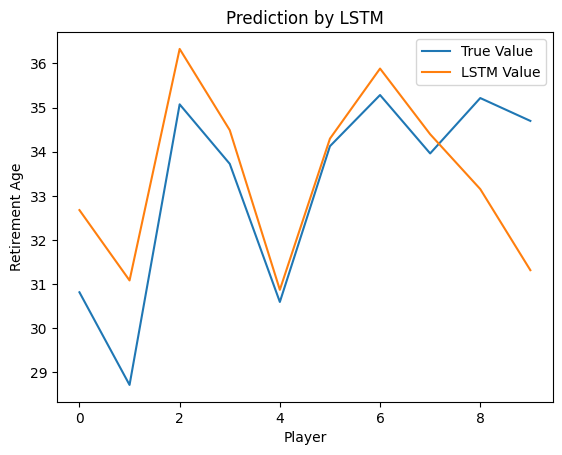 Prediction by LSTM
True Value
LSTM Value
Retirement Age
36
35
34
33
32
31
30
29
0
2
4
6
8
Player